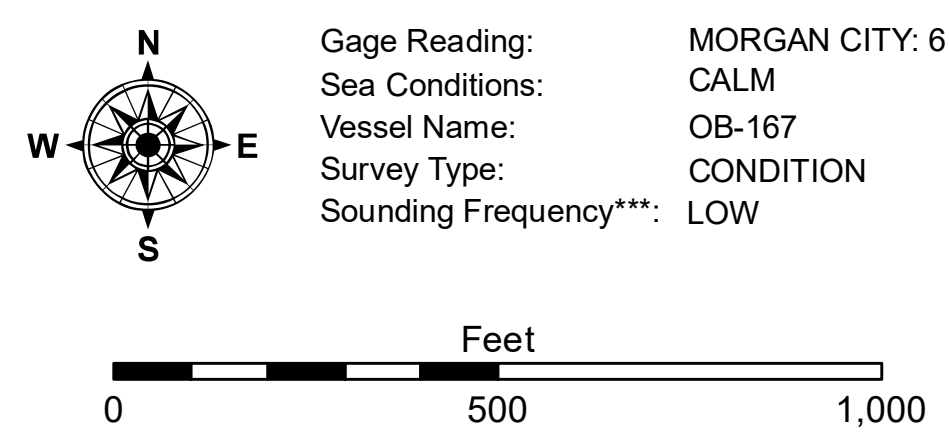 N
W E
S
Gage Reading: MORGAN CITY: 6
Sea Conditions: CALM
Vessel Name: OB-167
Survey Type: CONDITION
Sounding Frequency***: LOW
Feet
0 500 1,000